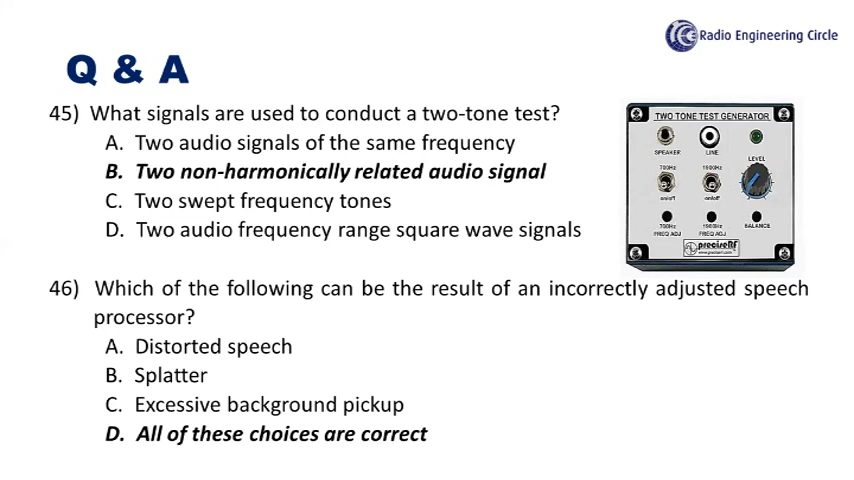 Radio Engineering Circle
Q & A
45) What signals are used to conduct a two-tone test?
A. Two audio signals of the same frequency
B. Two non-harmonically related audio signal
C. Two swept frequency tones
D. Two audio frequency range square wave signals
TWO TONE TEST GENERATOR
SPEAKER LINE
LEVEL
700Hz 1900Hz
on/off on/off
700Hz 1900Hz BALANCE
FREQ ADJ FREQ ADJ
preciseRF
www.preciserf.com
46) Which of the following can be the result of an incorrectly adjusted speech
processor?
A. Distorted speech
B. Splatter
C. Excessive background pickup
D. All of these choices are correct